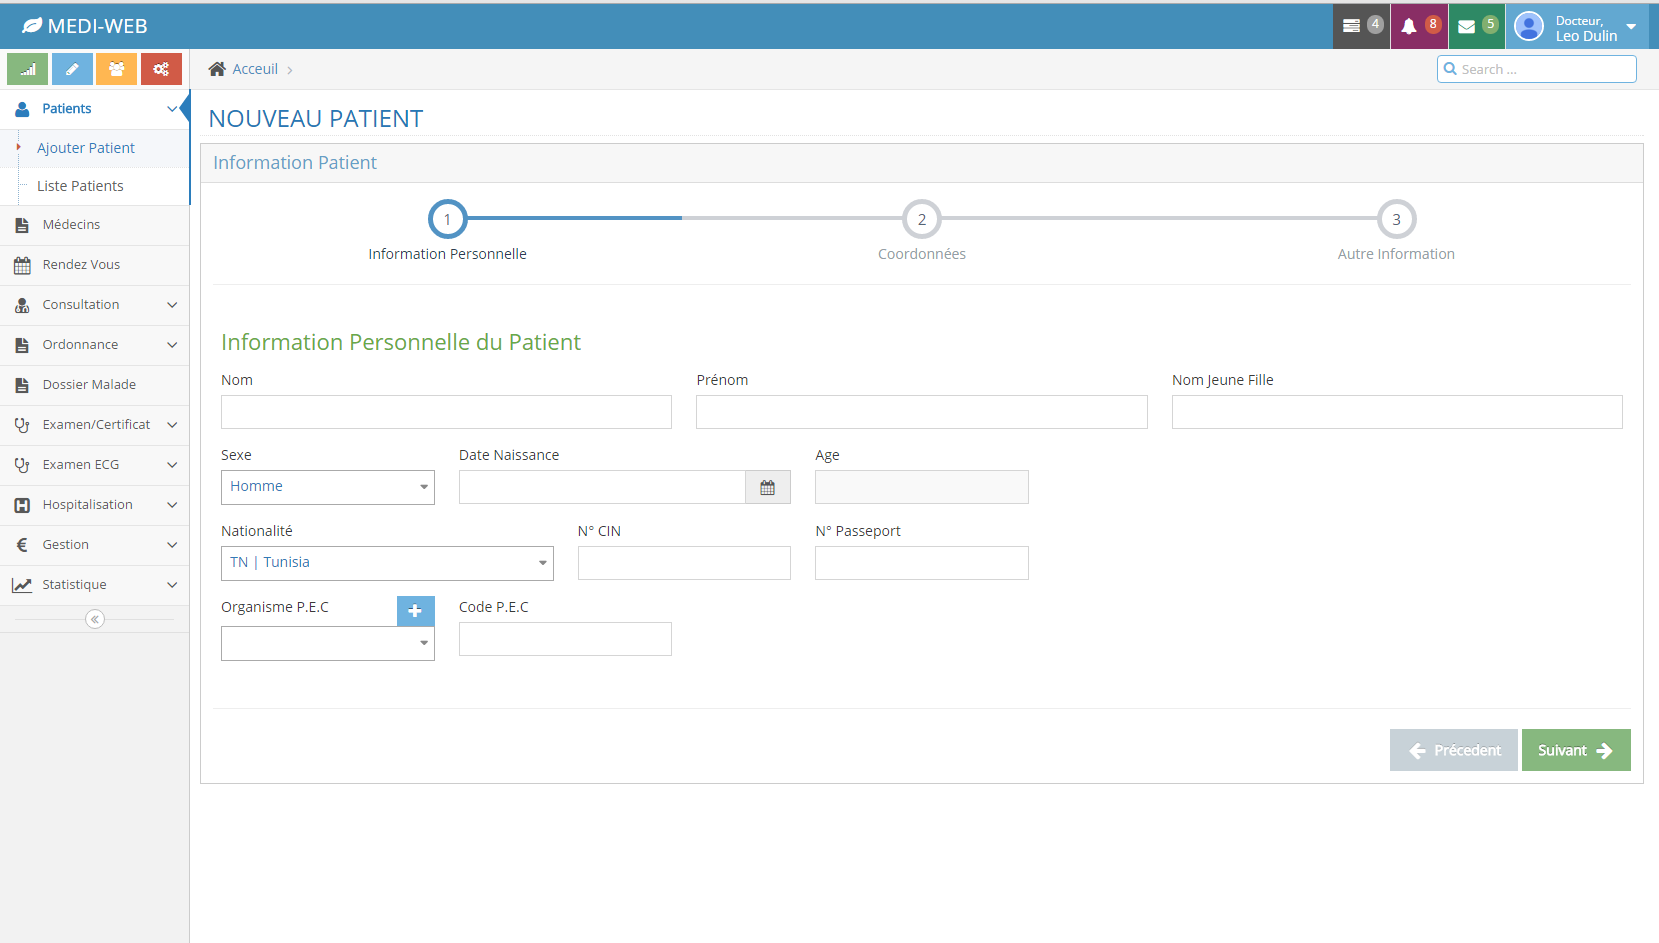 MEDI-WEB
4
8
5
Docteur,
Leo Dulin
Acceuil
Search ...
Patients
Ajouter Patient
Liste Patients
Médecins
Rendez Vous
Consultation
Ordonnance
Dossier Malade
Examen/Certificat
Examen ECG
Hospitalisation
Gestion
Statistique
NOUVEAU PATIENT
Information Patient
1 2 3
Information Personnelle Coordonnées Autre Information
Information Personnelle du Patient
Nom Prénom Nom Jeune Fille
Sexe Date Naissance Age
Homme
Nationalité N° CIN N° Passeport
TN | Tunisia
Organisme P.E.C Code P.E.C
Précedent Suivant